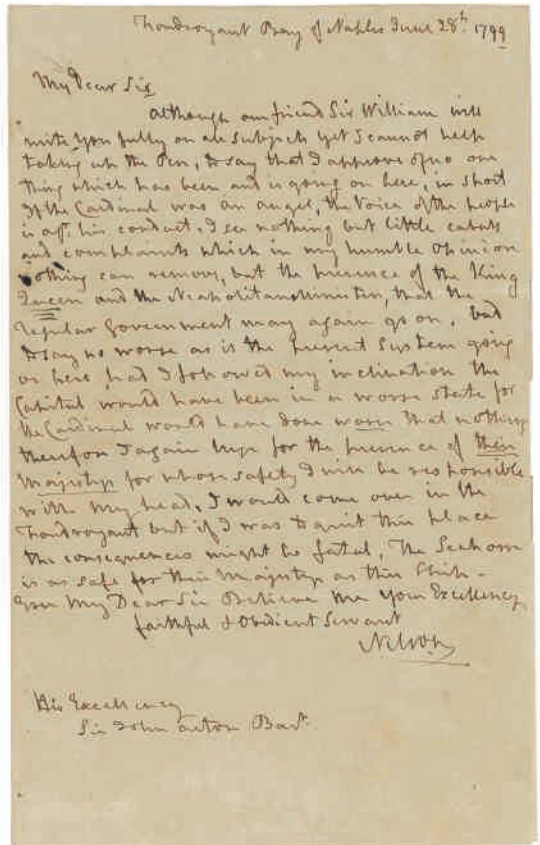 Foudroyant Bay of Naples June 28th. 1799
My Dear Sir
although our friend Sir William will
write You fully on all subjects yet I cannot help
taking up the Pen, to say that I approve of no one
thing which has been and is going on here, in short
if the Cardinal was an angel, the Voice of the people
is agt. his conduct. I see nothing but little cabals
and complaints which in my humble opinion
nothing can remove, but the presence of the King
Queen and the Neapolitan Minister, that the
regular Government may again go on, bad
to say no worse as is the present System going
on here had I followed my inclination the
Capital would have been in a worse state for
the Cardinal would have done worse than nothing
therefore I again urge for the presence of their
Majestys for whose safety I will be responsible
with my head, I would come over in the
Foudroyant but if I was to quit this place
the consequences might be fatal, The Seahorse
is as safe for their Majestys as this Ship -
Ever My Dear Sir Believe me your Excellency
faithful & Obedient Servant
Nelson
His Excellency
Sir John acton Bart.